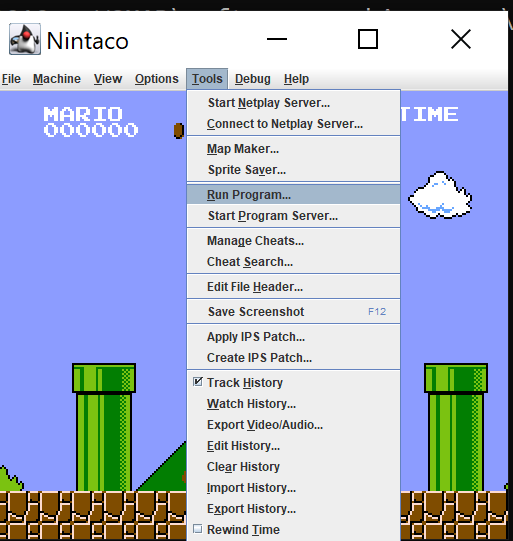 Nintaco
File Machine View Options Tools Debug Help
MARIO
000000
TIME
Start Netplay Server...
Connect to Netplay Server...
Map Maker...
Sprite Saver...
Run Program...
Start Program Server...
Manage Cheats...
Cheat Search...
Edit File Header...
Save Screenshot F12
Apply IPS Patch...
Create IPS Patch...
Track History
Watch History...
Export Video/Audio...
Edit History...
Clear History
Import History...
Export History...
Rewind Time